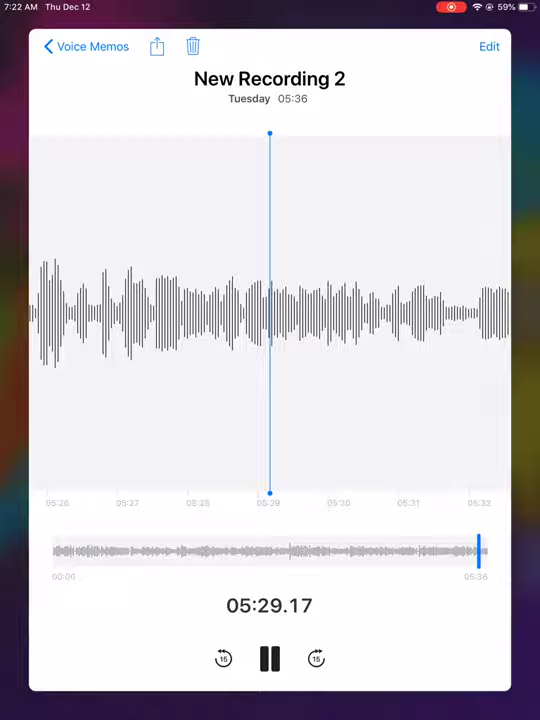 7:22 AM Thu Dec 12 59%
Voice Memos Edit
New Recording 2
Tuesday 05:36
05:26 05:27 05:28 05:29 05:30 05:31 05:32
00:00 05:36
05:29.17
15 15